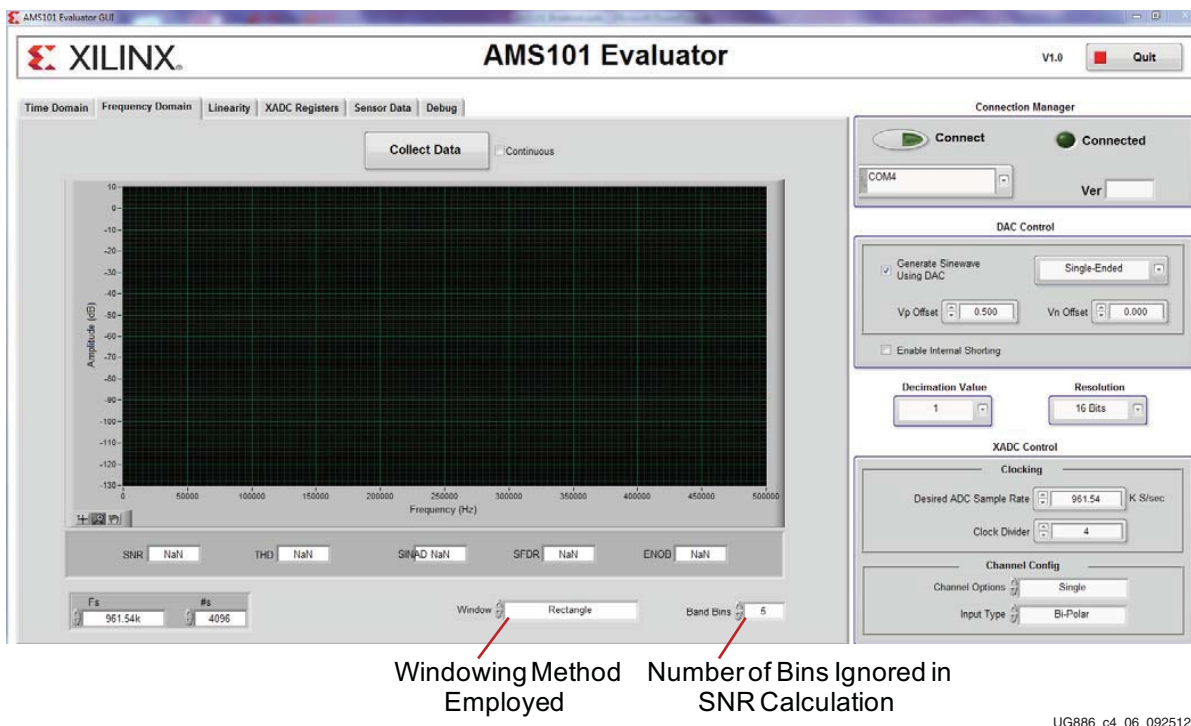 AMS101 Evaluator GUI
XILINX.
AMS101 Evaluator
V1.0
Quit
Time Domain
Frequency Domain
Linearity
XADC Registers
Sensor Data
Debug
Collect Data
Continuous
10
0
-10
-20
-30
-40
-50
-60
-70
-80
-90
-100
-110
-120
-130
Amplitude (dB)
0
50000
100000
150000
200000
250000
300000
350000
400000
450000
500000
Frequency (Hz)
SNR NaN
THD NaN
SINAD NaN
SFDR NaN
ENOB NaN
Fs
961.54k
#s
4096
Window Rectangle
Band Bins 5
Connection Manager
Connect
Connected
COM4
Ver
DAC Control
Generate Sinewave
Using DAC
Single-Ended
Vp Offset 0.500
Vn Offset 0.000
Enable Internal Shorting
Decimation Value
1
Resolution
16 Bits
XADC Control
Clocking
Desired ADC Sample Rate 961.54 K S/sec
Clock Divider 4
Channel Config
Channel Options Single
Input Type Bi-Polar
Windowing Method
Employed
Number of Bins Ignored in
SNR Calculation
UG886_c4_06_092512